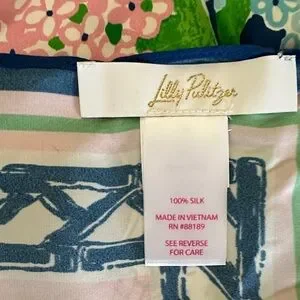 Lilly Pulitzer
100% SILK
MADE IN VIETNAM
RN #88189
SEE REVERSE
FOR CARE